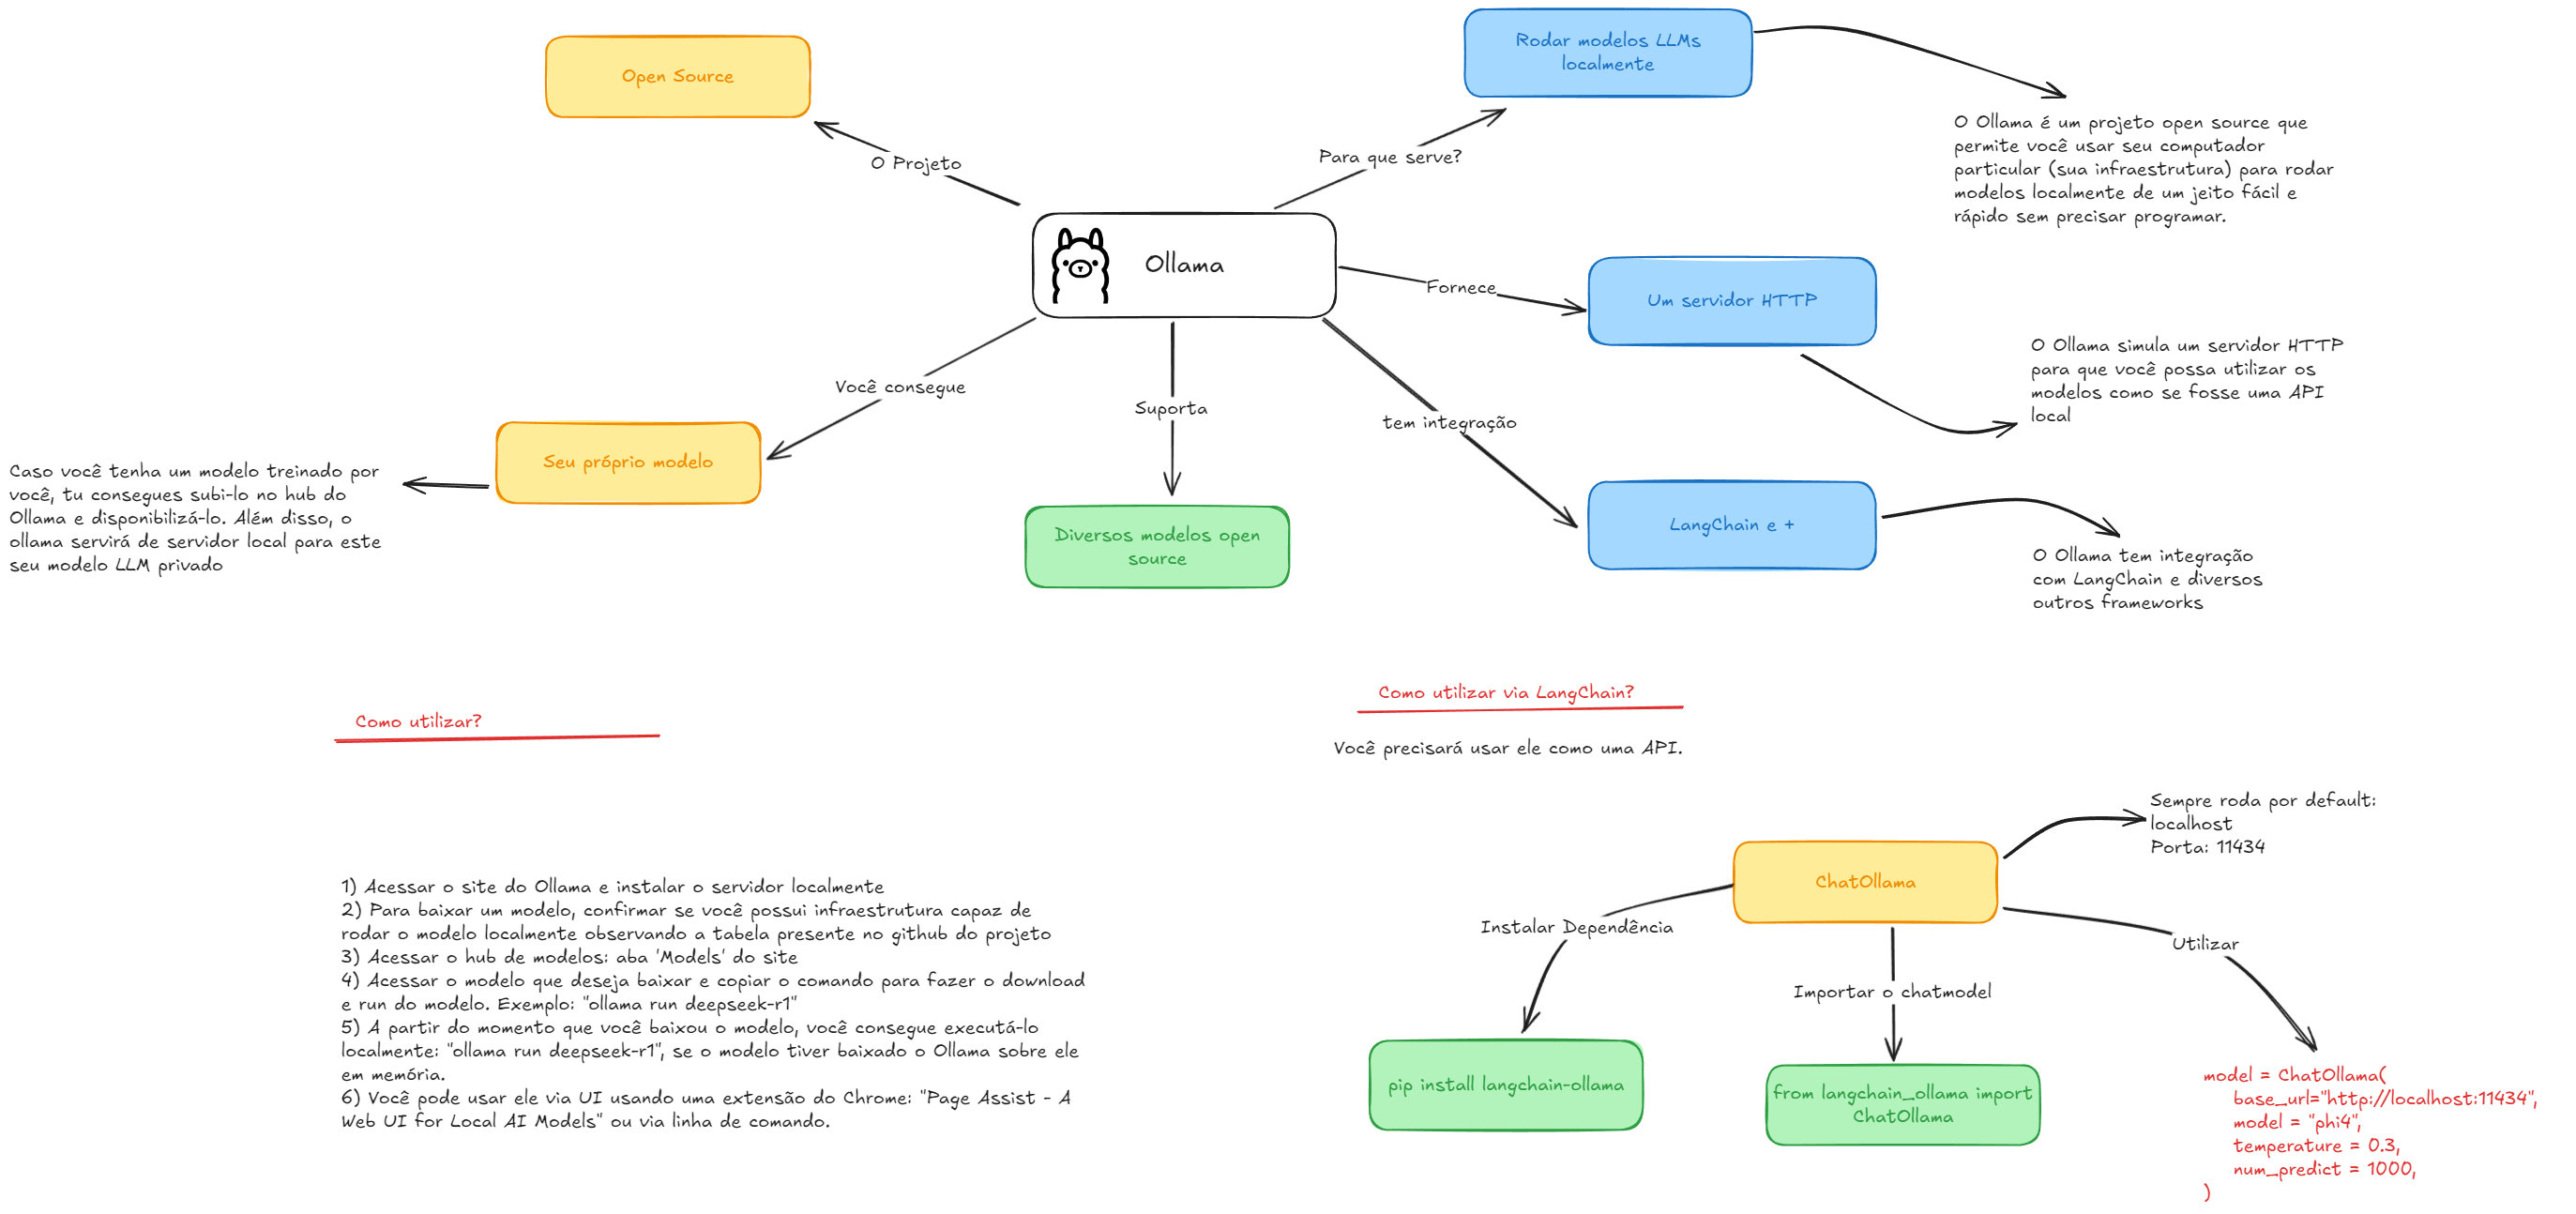 Open Source
O Projeto
Rodar modelos LLMs
localmente
Para que serve?
O Ollama é um projeto open source que
permite você usar seu computador
particular (sua infraestrutura) para rodar
modelos localmente de um jeito fácil e
rápido sem precisar programar.
Ollama
Fornece
Um servidor HTTP
O Ollama simula um servidor HTTP
para que você possa utilizar os
modelos como se fosse uma API
local
Você consegue
Suporta
tem integração
Seu próprio modelo
Caso você tenha um modelo treinado por
você, tu consegues subi-lo no hub do
Ollama e disponibilizá-lo. Além disso, o
ollama servirá de servidor local para este
seu modelo LLM privado
Diversos modelos open
source
LangChain e +
O Ollama tem integração
com LangChain e diversos
outros frameworks
Como utilizar?
1) Acessar o site do Ollama e instalar o servidor localmente
2) Para baixar um modelo, confirmar se você possui infraestrutura capaz de
rodar o modelo localmente observando a tabela presente no github do projeto
3) Acessar o hub de modelos: aba 'Models' do site
4) Acessar o modelo que deseja baixar e copiar o comando para fazer o download
e run do modelo. Exemplo: "ollama run deepseek-r1"
5) A partir do momento que você baixou o modelo, você consegue executá-lo
localmente: "ollama run deepseek-r1", se o modelo tiver baixado o Ollama sobre ele
em memória.
6) Você pode usar ele via UI usando uma extensão do Chrome: "Page Assist - A
Web UI for Local AI Models" ou via linha de comando.
Como utilizar via LangChain?
Você precisará usar ele como uma API.
Sempre roda por default:
localhost
Porta: 11434
ChatOllama
Instalar Dependência
Utilizar
Importar o chatmodel
pip install langchain-ollama
from langchain_ollama import
ChatOllama
model = ChatOllama(
base_url="http://localhost:11434",
model = "phi4",
temperature = 0.3,
num_predict = 1000,
)